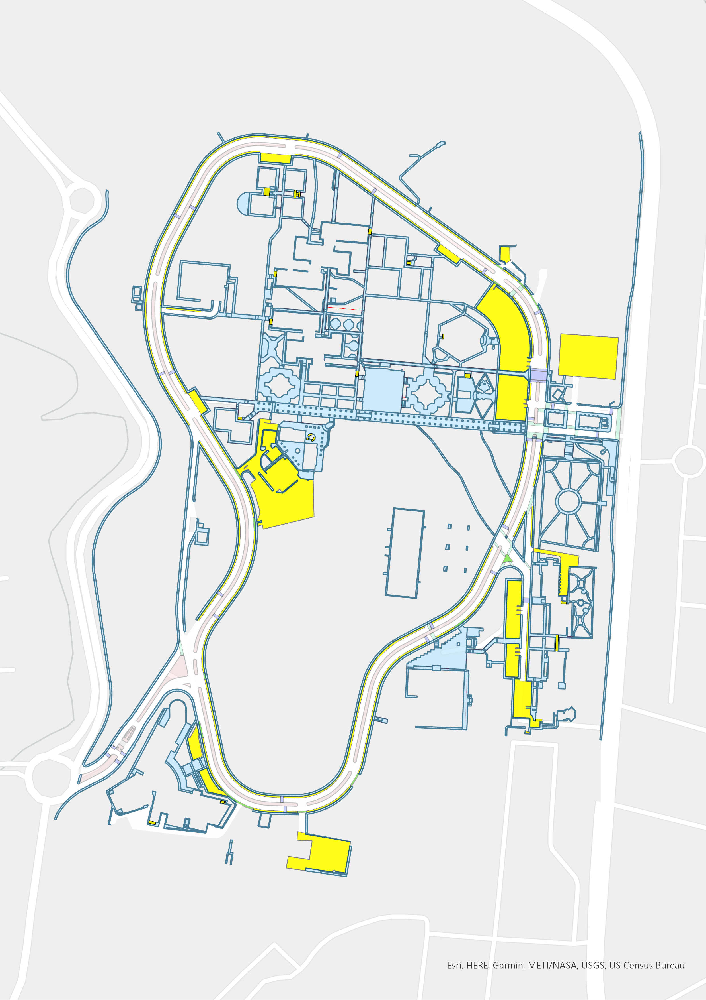 Esri, HERE, Garmin, METI/NASA, USGS, US Census Bureau